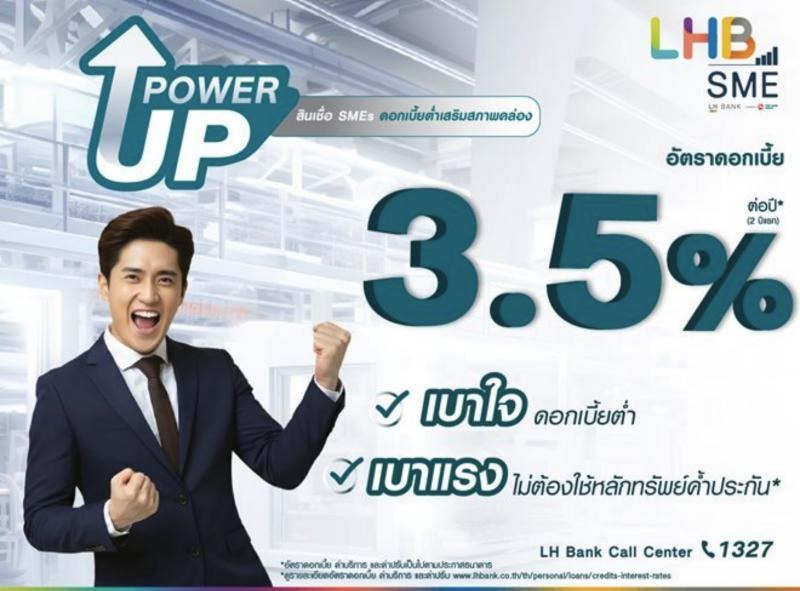 POWER
UP
สินเชื่อ SMEs ดอกเบี้ยต่ำเสริมสภาพคล่อง
LHB
SME
LH BANK
อัตราดอกเบี้ย
3.5%
ต่อปี*
(2 ปีแรก)
เบาใจ ดอกเบี้ยต่ำ
เบาแรง ไม่ต้องใช้หลักทรัพย์ค้ำประกัน*
LH Bank Call Center 1327
*อัตราดอกเบี้ย ค่าบริการ และค่าปรับเป็นไปตามประกาศธนาคาร
*ดูรายละเอียดอัตราดอกเบี้ย ค่าบริการ และค่าปรับ www.lhbank.co.th/th/personal/loans/credits-interest-rates